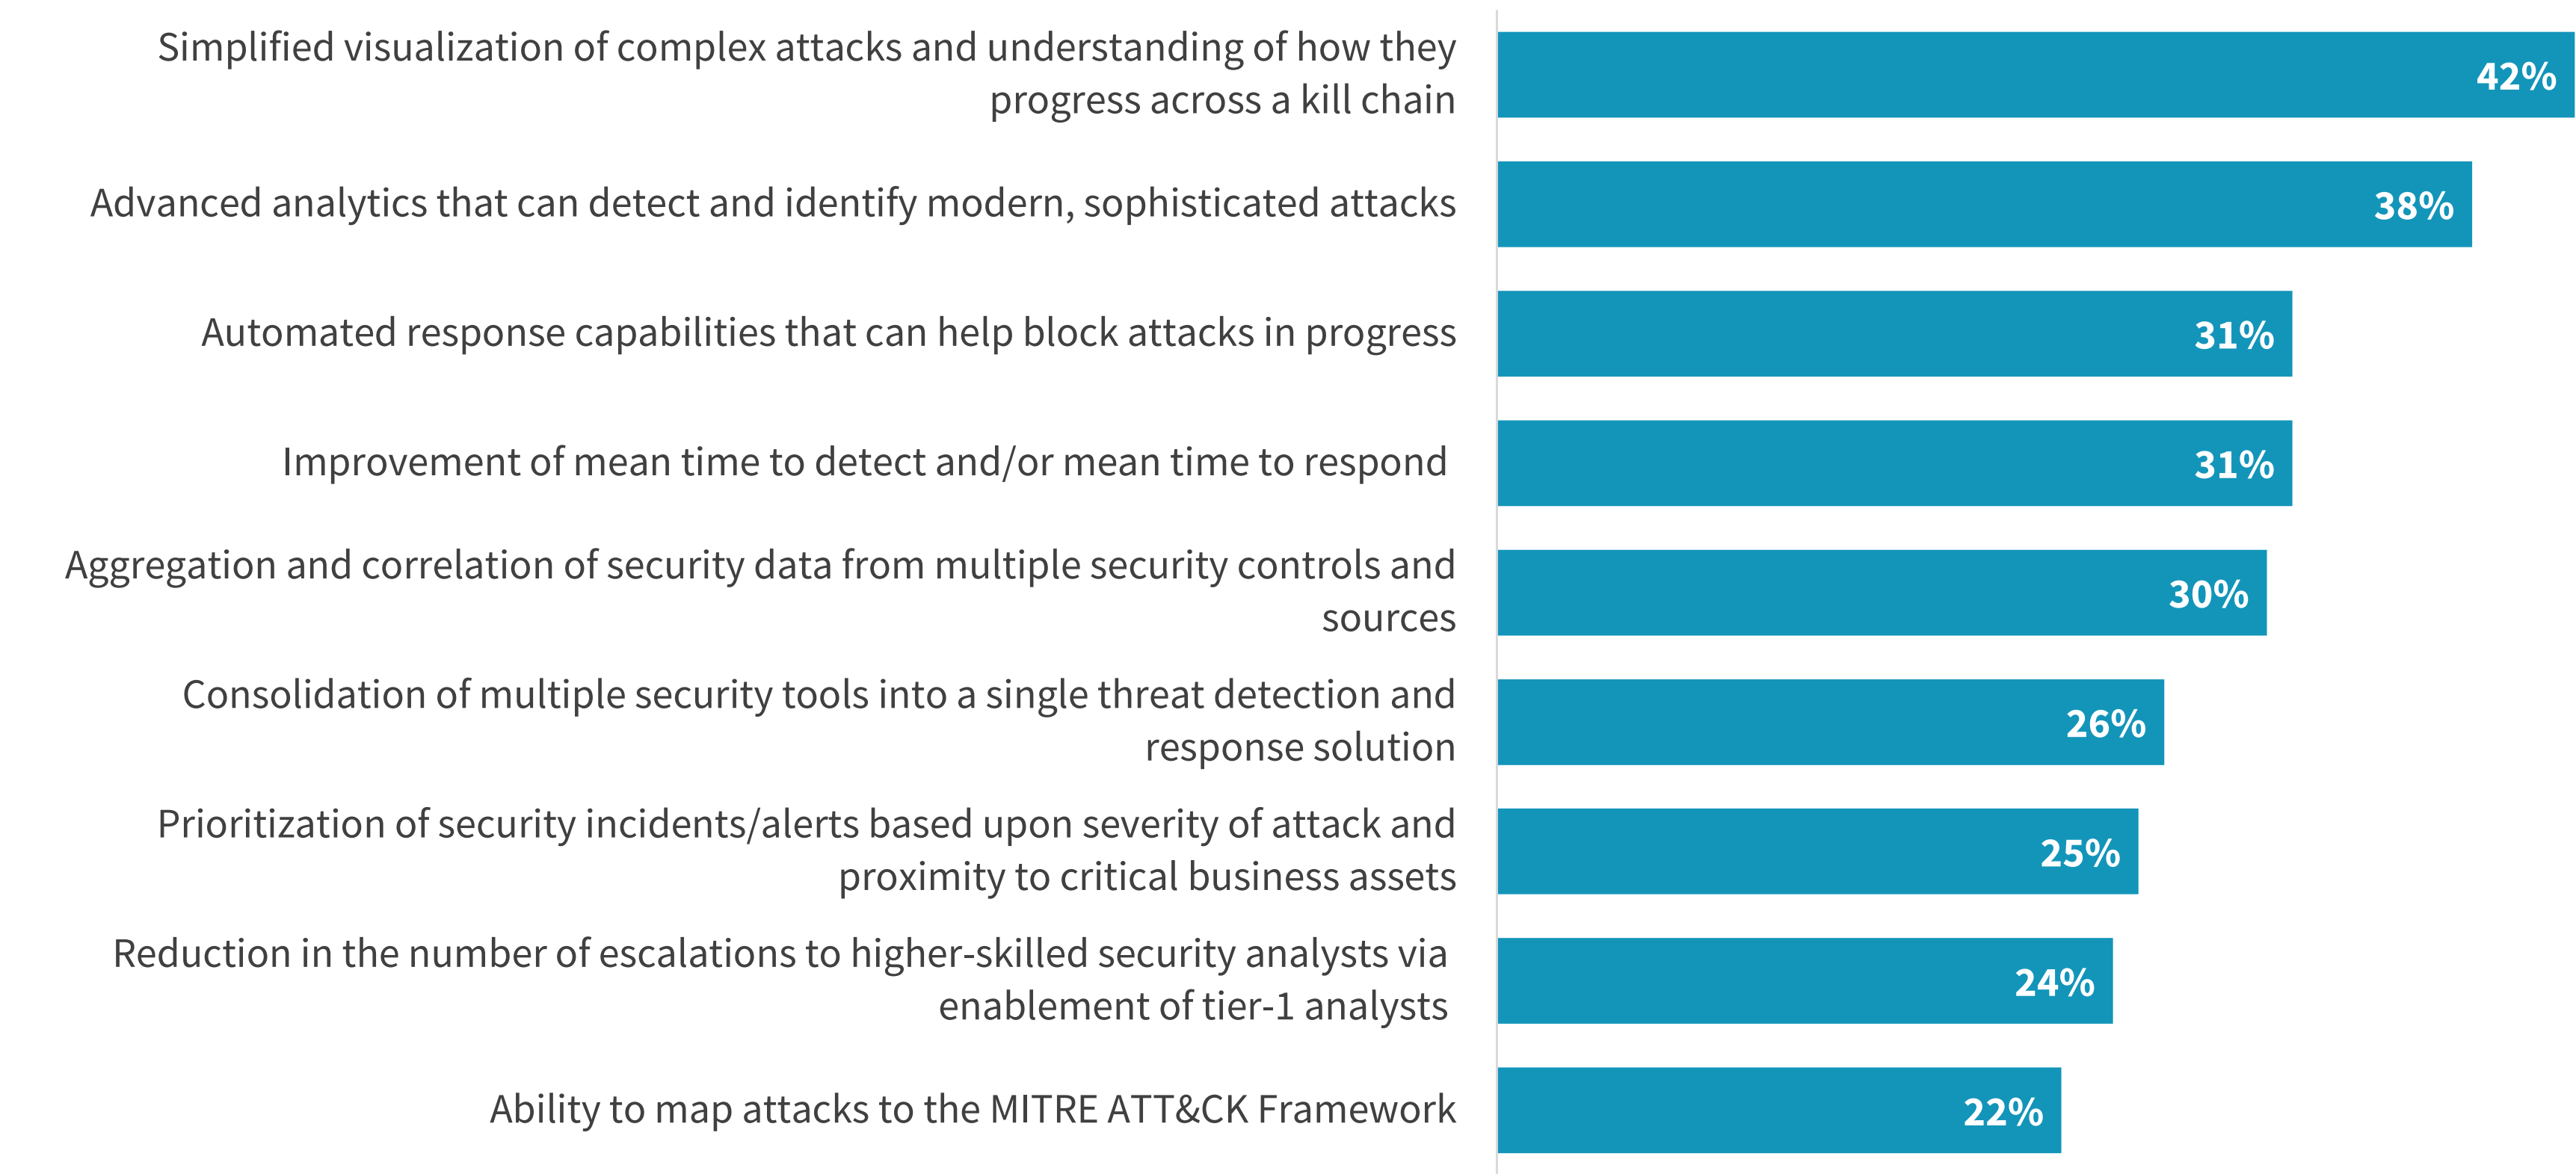 Simplified visualization of complex attacks and understanding of how they
progress across a kill chain
42%
Advanced analytics that can detect and identify modern, sophisticated attacks
38%
Automated response capabilities that can help block attacks in progress
31%
Improvement of mean time to detect and/or mean time to respond
31%
Aggregation and correlation of security data from multiple security controls and
sources
30%
Consolidation of multiple security tools into a single threat detection and
response solution
26%
Prioritization of security incidents/alerts based upon severity of attack and
proximity to critical business assets
25%
Reduction in the number of escalations to higher-skilled security analysts via
enablement of tier-1 analysts
24%
Ability to map attacks to the MITRE ATT&CK Framework
22%